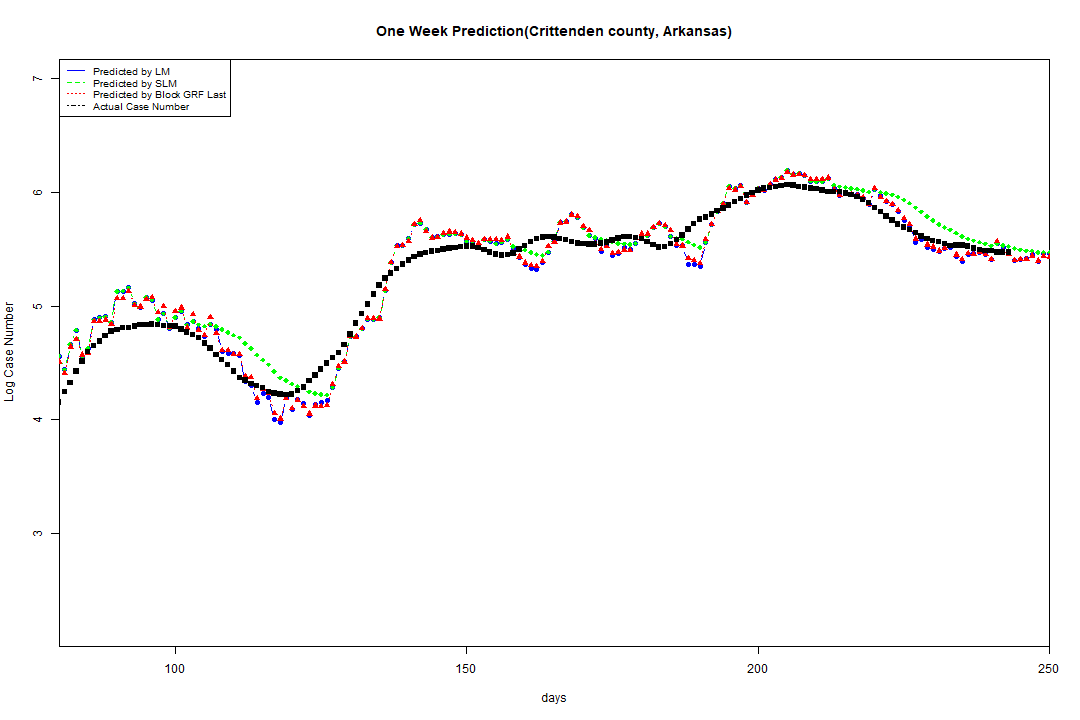 One Week Prediction(Crittenden county, Arkansas)
Predicted by LM
Predicted by SLM
Predicted by Block GRF Last
Actual Case Number
7
6
5
4
3
Log Case Number
100 150 200 250
days